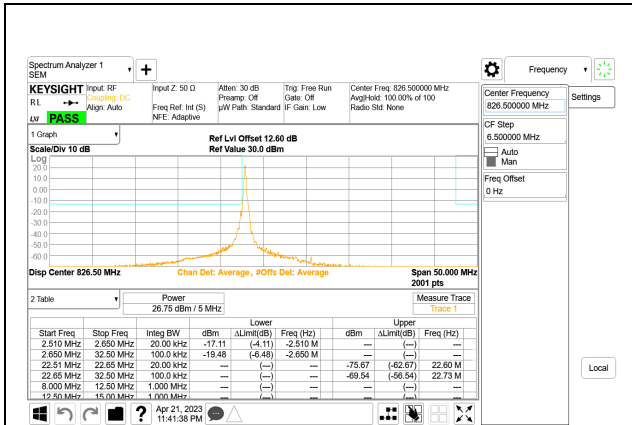 Spectrum Analyzer 1
SEM
Frequency
KEYSIGHT
Input: RF
Coupling: DC
Align: Auto
Input Z: 50 Ω
Freq Ref: Int (S)
NFE: Adaptive
Atten: 30 dB
Preamp: Off
µW Path: Standard
Trig: Free Run
Gate: Off
IF Gain: Low
Center Freq: 826.500000 MHz
Avg|Hold: 100.00% of 100
Radio Std: None
R L
LXI
PASS
Center Frequency
826.500000 MHz
Settings
CF Step
6.500000 MHz
Auto
Man
Freq Offset
0 Hz
1 Graph
Scale/Div 10 dB
Ref Lvl Offset 12.60 dB
Ref Value 30.0 dBm
Log
20.0
10.0
0.00
-10.0
-20.0
-30.0
-40.0
-50.0
-60.0
Disp Center 826.50 MHz
Chan Det: Average , #Offs Det: Average
Span 50.000 MHz
2001 pts
2 Table
Power
26.75 dBm / 5 MHz
Measure Trace
Trace 1
Lower Upper
Start Freq Stop Freq Integ BW dBm ΔLimit(dB) Freq (Hz) dBm ΔLimit(dB) Freq (Hz)
2.510 MHz 2.650 MHz 20.00 kHz -17.11 (-4.11) -2.510 M --- (---)
2.650 MHz 32.50 MHz 100.0 kHz -19.48 (-6.48) -2.650 M --- (---)
22.51 MHz 22.65 MHz 20.00 kHz --- (---) -75.67 (-62.67) 22.60 M
22.65 MHz 32.50 MHz 100.0 kHz --- (---) -69.54 (-56.54) 22.73 M
8.000 MHz 12.50 MHz 1.000 MHz --- (---) --- (---)
12.50 MHz 15.00 MHz 1.000 MHz --- (---) --- (---)
Local
?
Apr 21, 2023
11:41:38 PM